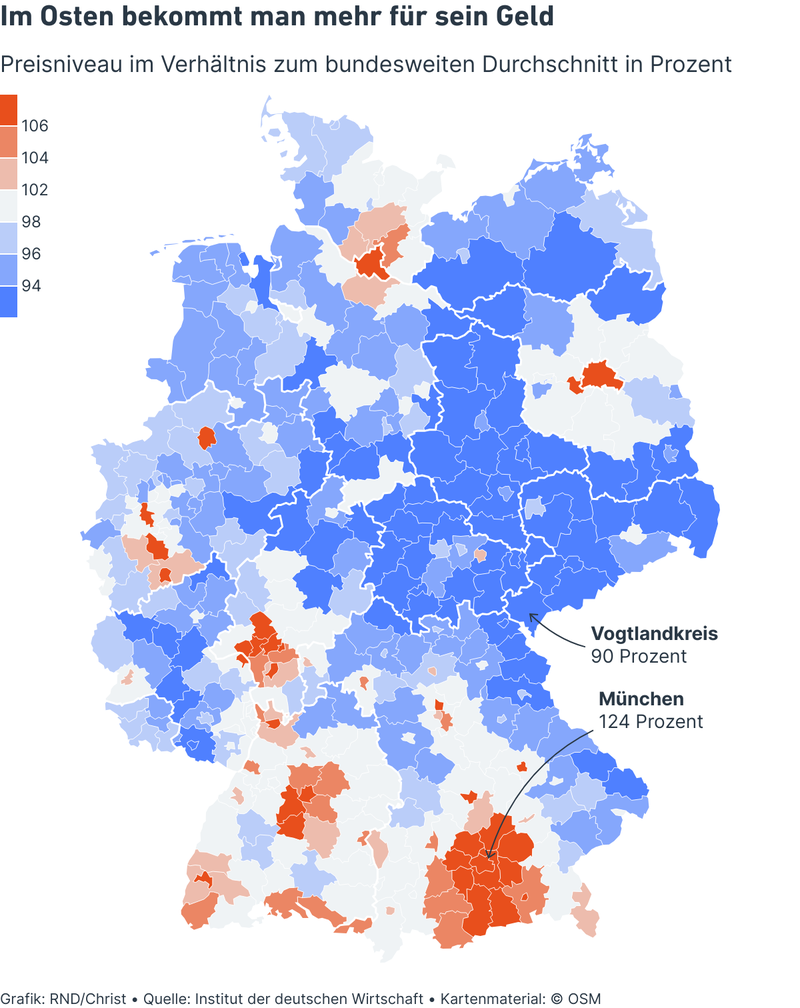 Im Osten bekommt man mehr für sein Geld
Preisniveau im Verhältnis zum bundesweiten Durchschnitt in Prozent
106
104
102
98
96
94
Vogtlandkreis
90 Prozent
München
124 Prozent
Grafik: RND/Christ • Quelle: Institut der deutschen Wirtschaft • Kartenmaterial: © OSM